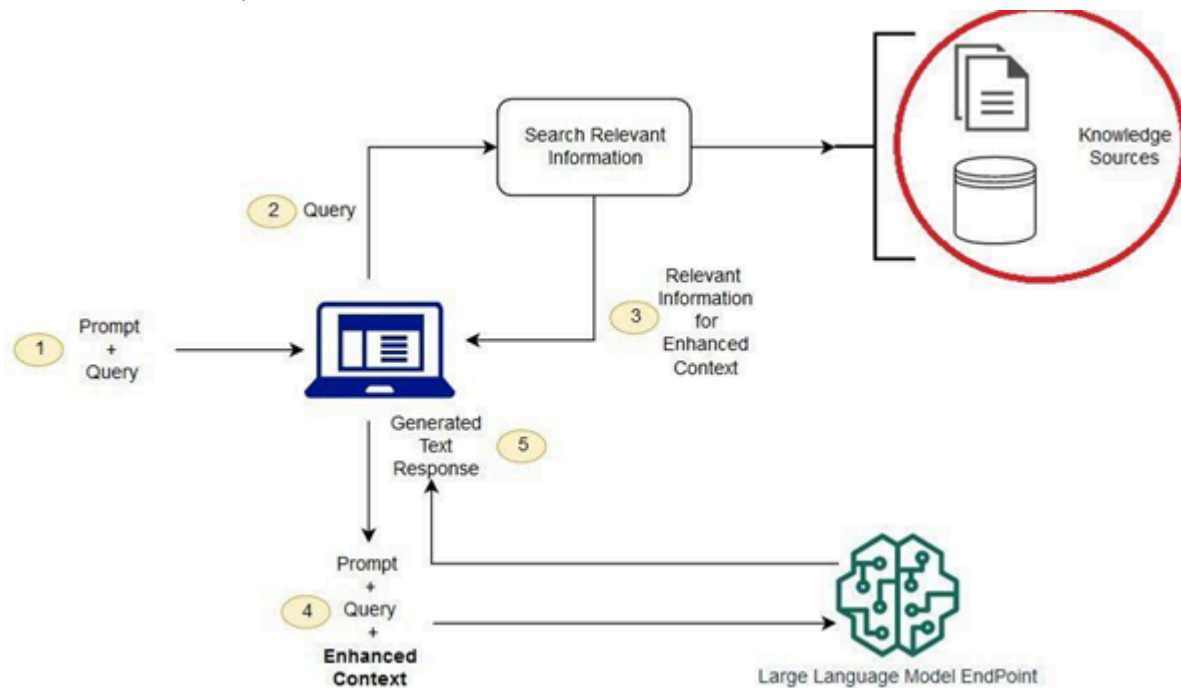 Search Relevant
Information
Knowledge
Sources
2
Query
Relevant
Information
for
Enhanced
Context
3
1
Prompt
+
Query
Generated
Text
Response
5
Prompt
+
Query
+
Enhanced
Context
4
Large Language Model EndPoint